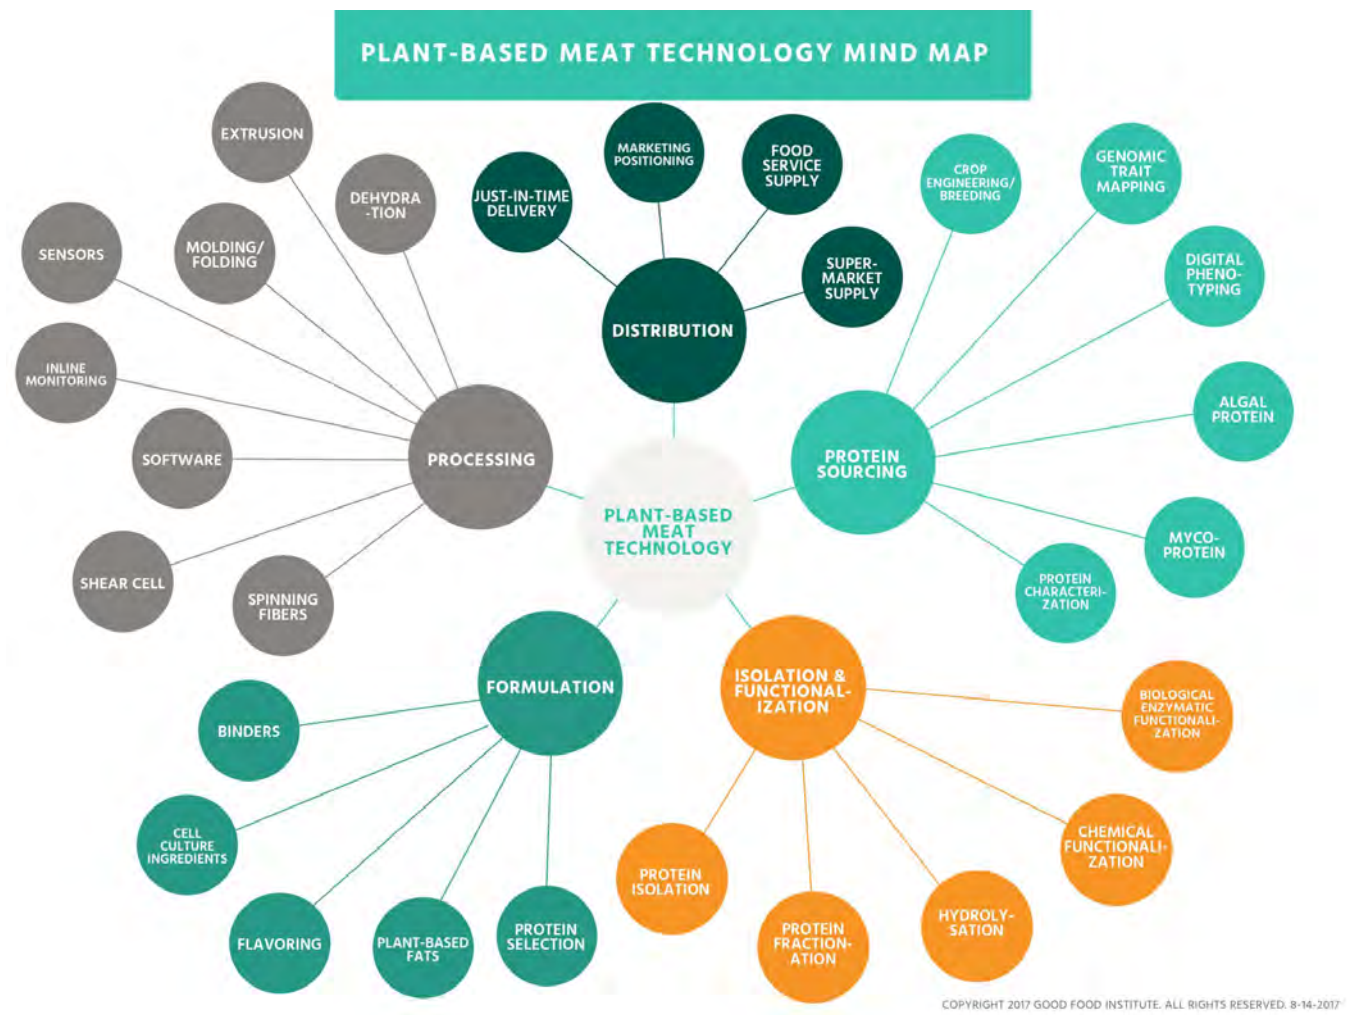 PLANT-BASED MEAT TECHNOLOGY MIND MAP
EXTRUSION
DEHYDRA
-TION
SENSORS
MOLDING/
FOLDING
INLINE
MONITORING
SOFTWARE
SHEAR CELL
SPINNING
FIBERS
PROCESSING
JUST-IN-TIME
DELIVERY
MARKETING
POSITIONING
FOOD
SERVICE
SUPPLY
SUPER-
MARKET
SUPPLY
DISTRIBUTION
CROP
ENGINEERING/
BREEDING
GENOMIC
TRAIT
MAPPING
DIGITAL
PHENO-
TYPING
ALGAL
PROTEIN
MYCO-
PROTEIN
PROTEIN
CHARACTERI-
ZATION
PROTEIN
SOURCING
PLANT-BASED
MEAT
TECHNOLOGY
FORMULATION
BINDERS
CELL
CULTURE
INGREDIENTS
FLAVORING
PLANT-BASED
FATS
PROTEIN
SELECTION
ISOLATION &
FUNCTIONAL-
IZATION
BIOLOGICAL
ENZYMATIC
FUNCTIONALI-
ZATION
CHEMICAL
FUNCTIONALI-
ZATION
HYDROLY-
SATION
PROTEIN
FRACTION-
ATION
PROTEIN
ISOLATION
COPYRIGHT 2017 GOOD FOOD INSTITUTE. ALL RIGHTS RESERVED. 8-14-2017